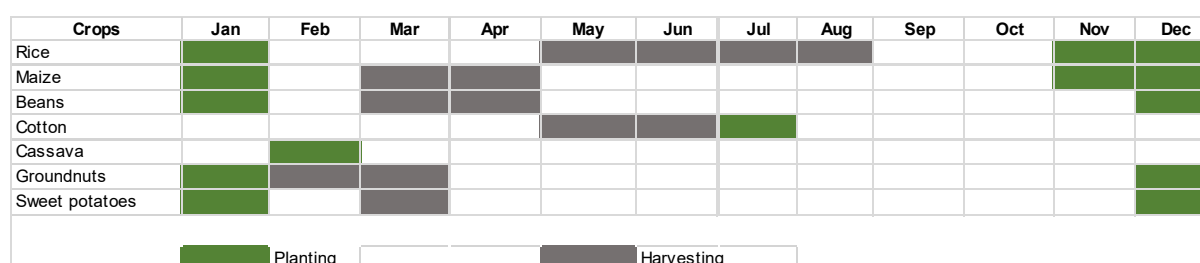 Crops Jan Feb Mar Apr May Jun Jul Aug Sep Oct Nov Dec
Rice
Maize
Beans
Cotton
Cassava
Groundnuts
Sweet potatoes
Planting Harvesting